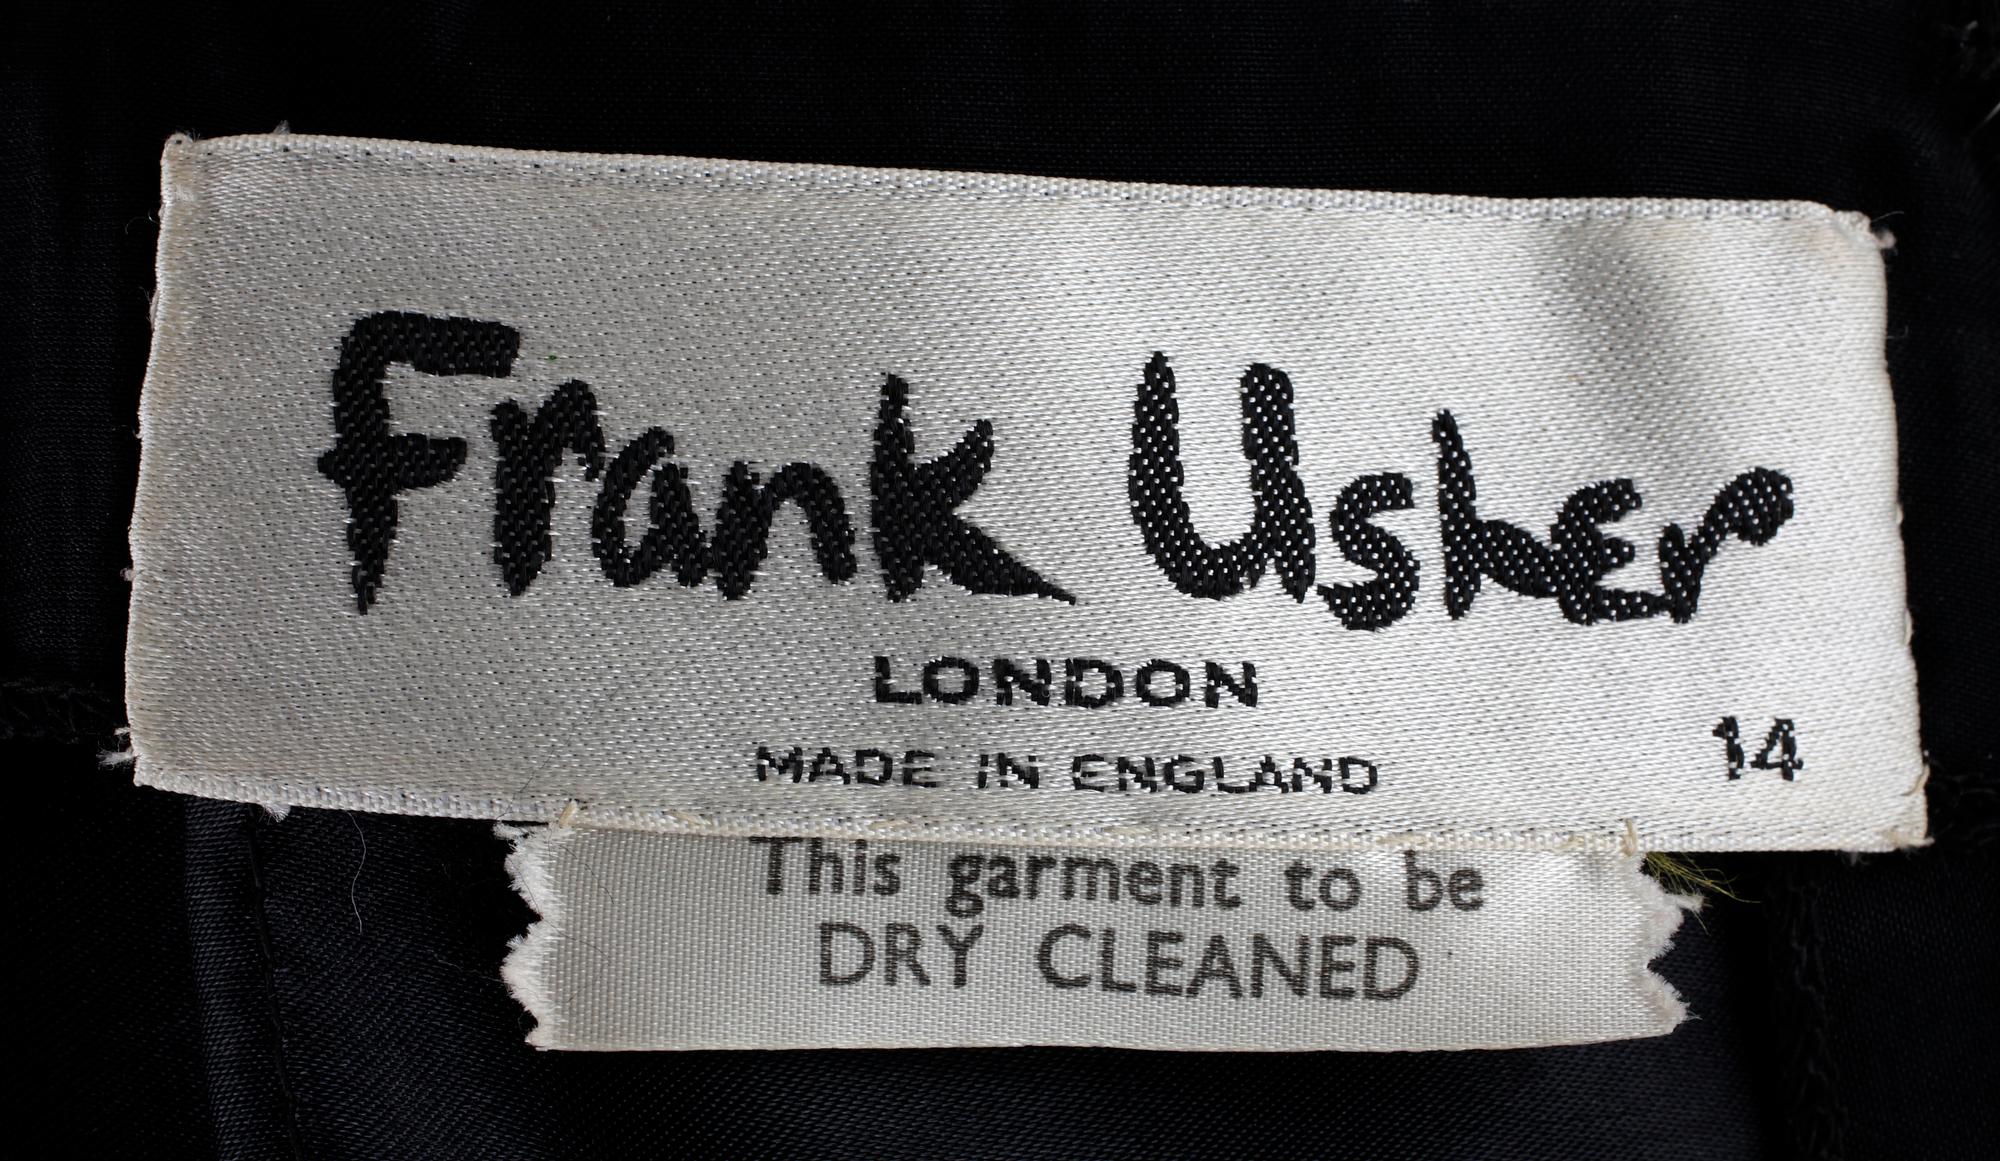 Frank Usher
LONDON
MADE IN ENGLAND
14
This garment to be
DRY CLEANED